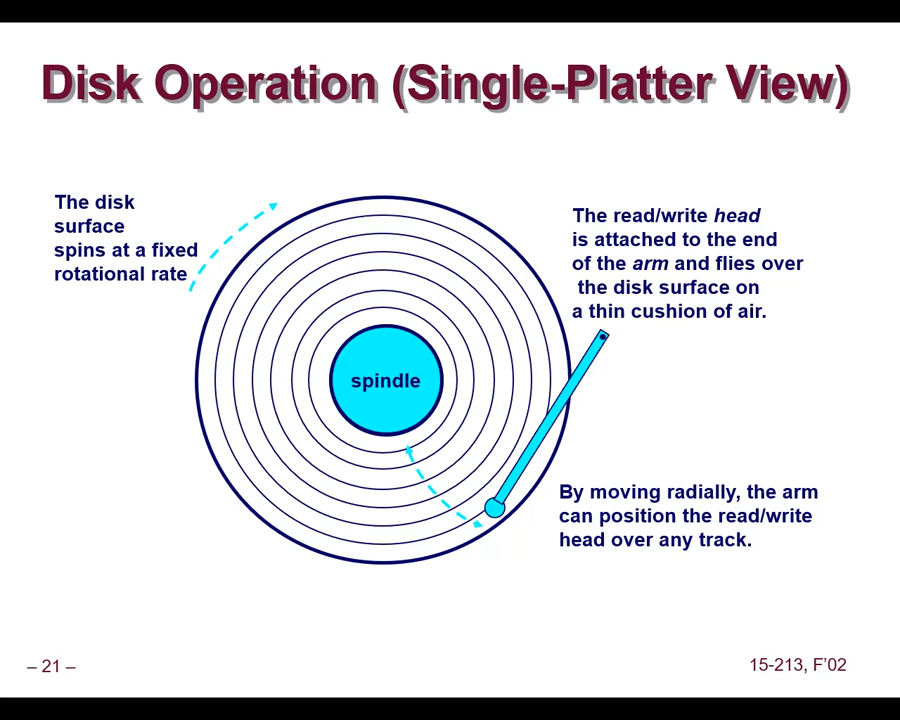 Disk Operation (Single-Platter View)
The disk
surface
spins at a fixed
rotational rate
The read/write head
is attached to the end
of the arm and flies over
the disk surface on
a thin cushion of air.
spindle
By moving radially, the arm
can position the read/write
head over any track.
– 21 –
15-213, F’02